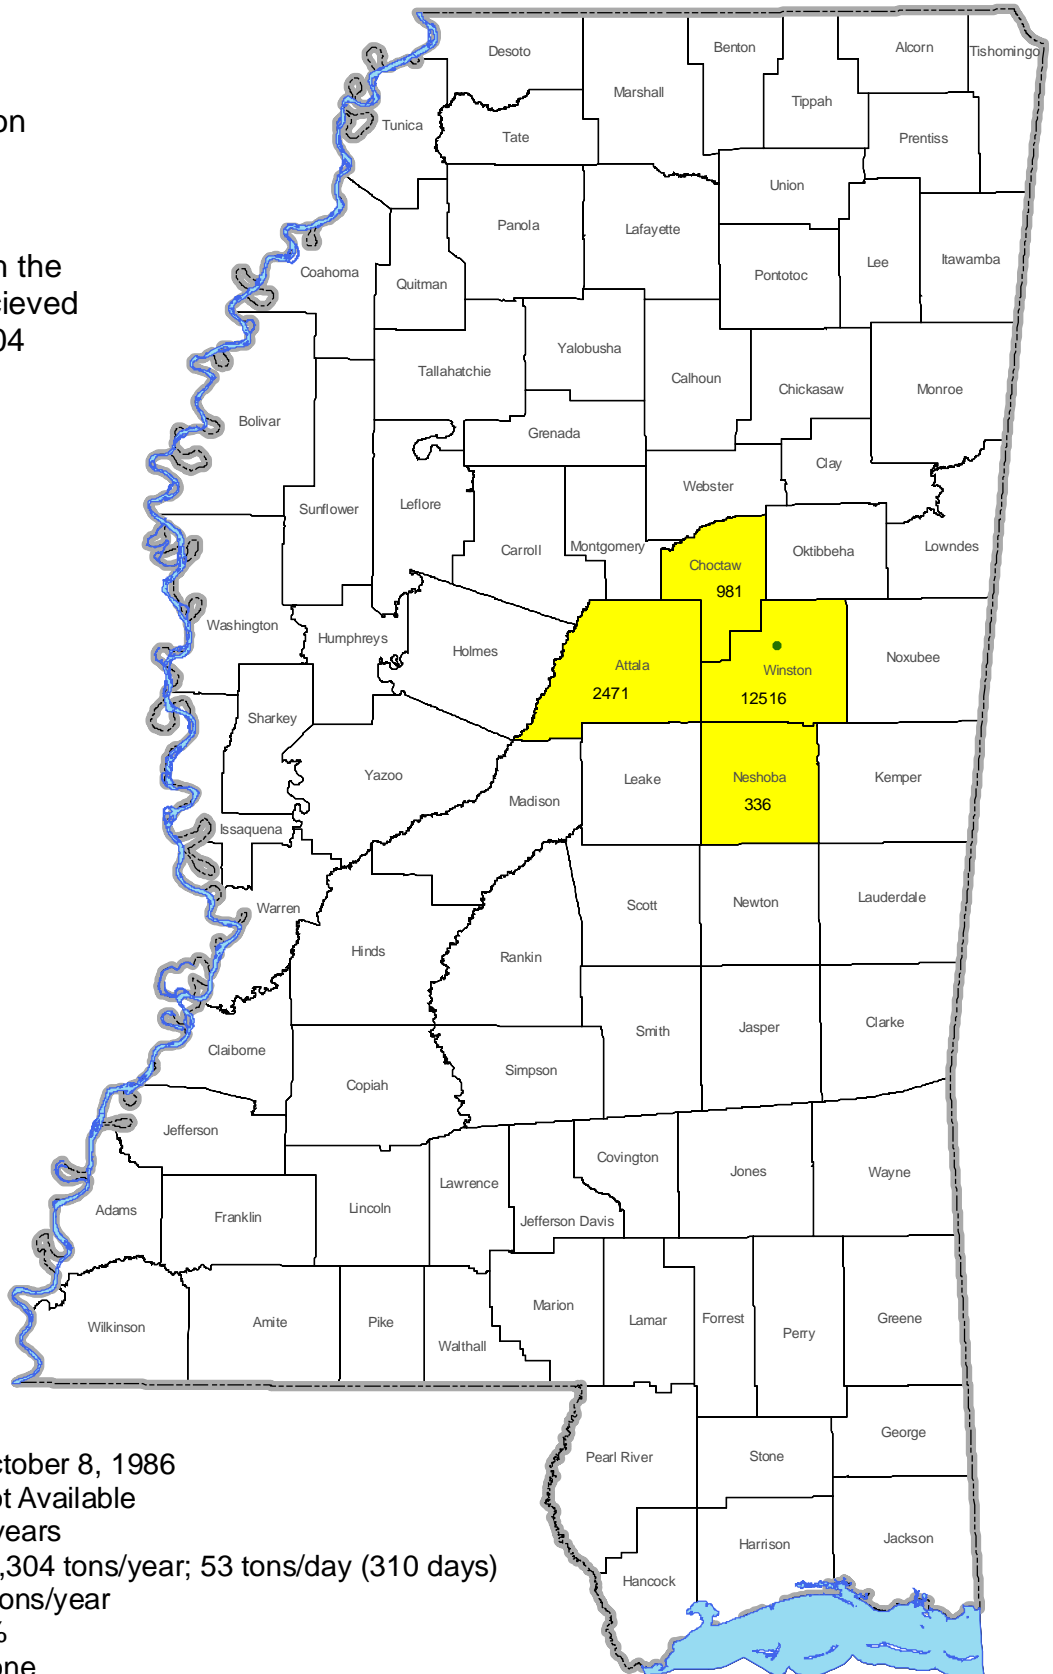 Desoto
Benton
Alcorn
Tishomingo
Marshall
Tippah
on
Tunica
Tate
Prentiss
Union
Panola
Lafayette
n the
Coahoma
Quitman
Pontotoc
Lee
Itawamba
cieved
04
Yalobusha
Tallahatchie
Calhoun
Chickasaw
Monroe
Bolivar
Grenada
Clay
Webster
Sunflower
Leflore
Carroll
Montgomery
Oktibbeha
Lowndes
Choctaw
981
Washington
Humphreys
Holmes
Attala
2471
Winston
12516
Noxubee
Sharkey
Yazoo
Madison
Leake
Neshoba
336
Kemper
Issaquena
Warren
Scott
Newton
Lauderdale
Hinds
Rankin
Smith
Jasper
Clarke
Claiborne
Copiah
Simpson
Jefferson
Covington
Jones
Wayne
Lawrence
Adams
Franklin
Lincoln
Jefferson Davis
Wilkinson
Amite
Pike
Walthall
Marion
Lamar
Forrest
Perry
Greene
Pearl River
Stone
George
Harrison
Jackson
Hancock
ctober 8, 1986
ot Available
years
,304 tons/year; 53 tons/day (310 days)
ons/year
%
one